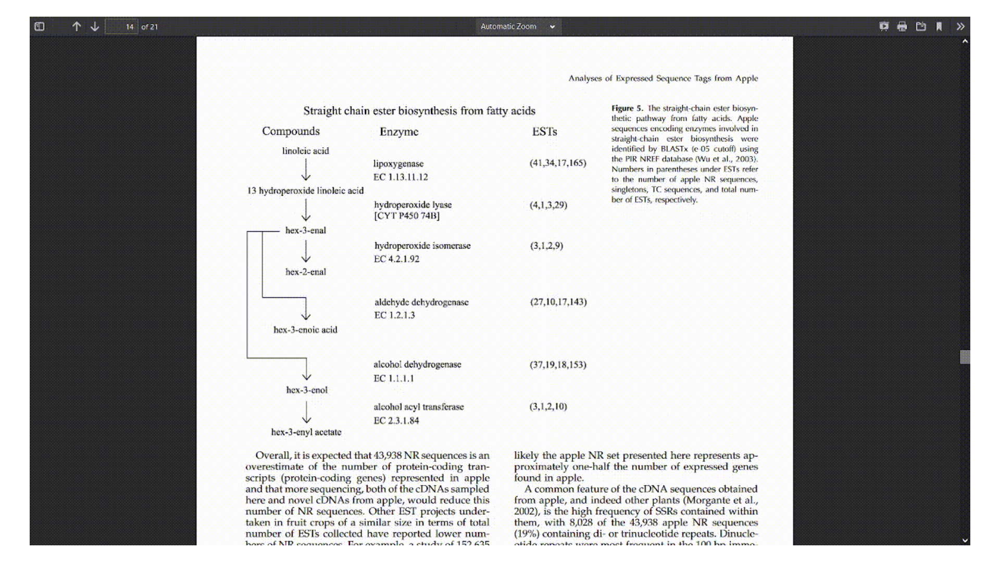 14 of 21
Automatic Zoom
Analyses of Expressed Sequence Tags from Apple
Straight chain ester biosynthesis from fatty acids
Compounds Enzyme ESTs
linoleic acid
lipoxygenase (41,34,17,165)
EC 1.13.11.12
13 hydroperoxide linoleic acid
hydroperoxide lyase (4,1,3,29)
[CYT P450 74B]
hex-3-enal
hydroperoxide isomerase (3,1,2,9)
EC 4.2.1.92
hex-2-enal
aldehyde dehydrogenase (27,10,17,143)
EC 1.2.1.3
hex-3-enoic acid
alcohol dehydrogenase (37,19,18,153)
EC 1.1.1.1
hex-3-enol
alcohol acyl transferase (3,1,2,10)
EC 2.3.1.84
hex-3-enyl acetate
Figure 5. The straight-chain ester biosyn-
thetic pathway from fatty acids. Apple
sequences encoding enzymes involved in
straight-chain ester biosynthesis were
identified by BLASTx (e-05 cutoff) using
the PIR NREF database (Wu et al., 2003).
Numbers in parentheses under ESTs refer
to the number of apple NR sequences,
singletons, TC sequences, and total num-
ber of ESTs, respectively.
Overall, it is expected that 43,938 NR sequences is an
overestimate of the number of protein-coding tran-
scripts (protein-coding genes) represented in apple
and that more sequencing, both of the cDNAs sampled
here and novel cDNAs from apple, would reduce this
number of NR sequences. Other EST projects under-
taken in fruit crops of a similar size in terms of total
number of ESTs collected have reported lower num-
bers of NR sequences. For example, a study of 152,635
likely the apple NR set presented here represents ap-
proximately one-half the number of expressed genes
found in apple.
A common feature of the cDNA sequences obtained
from apple, and indeed other plants (Morgante et al.,
2002), is the high frequency of SSRs contained within
them, with 8,028 of the 43,938 apple NR sequences
(19%) containing di- or trinucleotide repeats. Dinucle-
otide repeats were most frequent in the 100 bp imme-